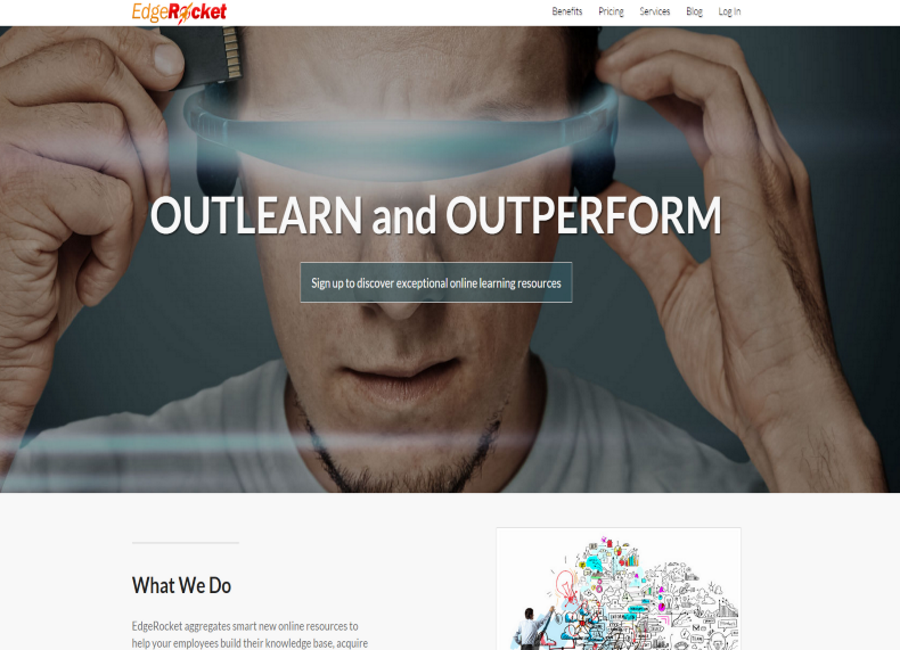 EdgeRocket
Benefits Pricing Services Blog Log In
OUTLEARN and OUTPERFORM
Sign up to discover exceptional online learning resources
What We Do
EdgeRocket aggregates smart new online resources to
help your employees build their knowledge base, acquire